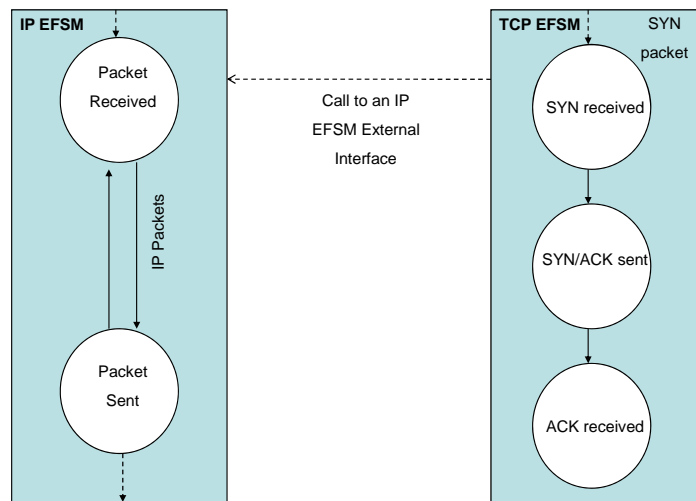 IP EFSM
Packet
Received
IP Packets
Packet
Sent
Call to an IP
EFSM External
Interface
TCP EFSM
SYN
packet
SYN received
SYN/ACK sent
ACK received